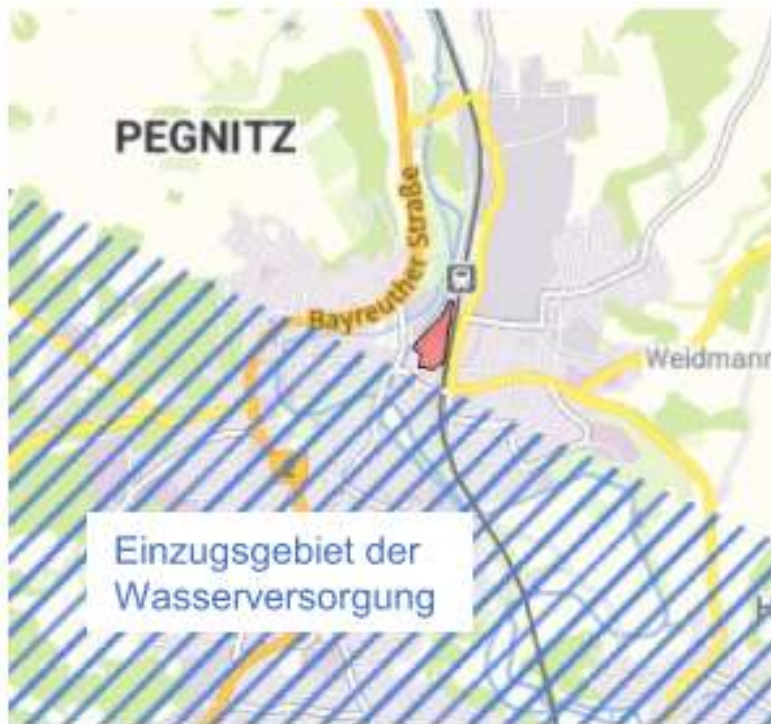 PEGNITZ
Bayreuther Straße
Weidmann
Einzugsgebiet der
Wasserversorgung
H